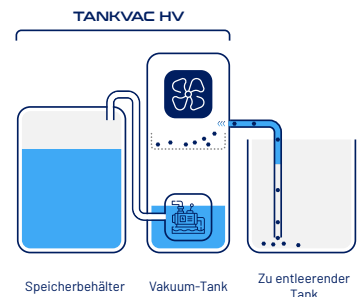 TANKVAC HV
Speicherbehälter
Vakuum-Tank
Zu entleerender
Tank